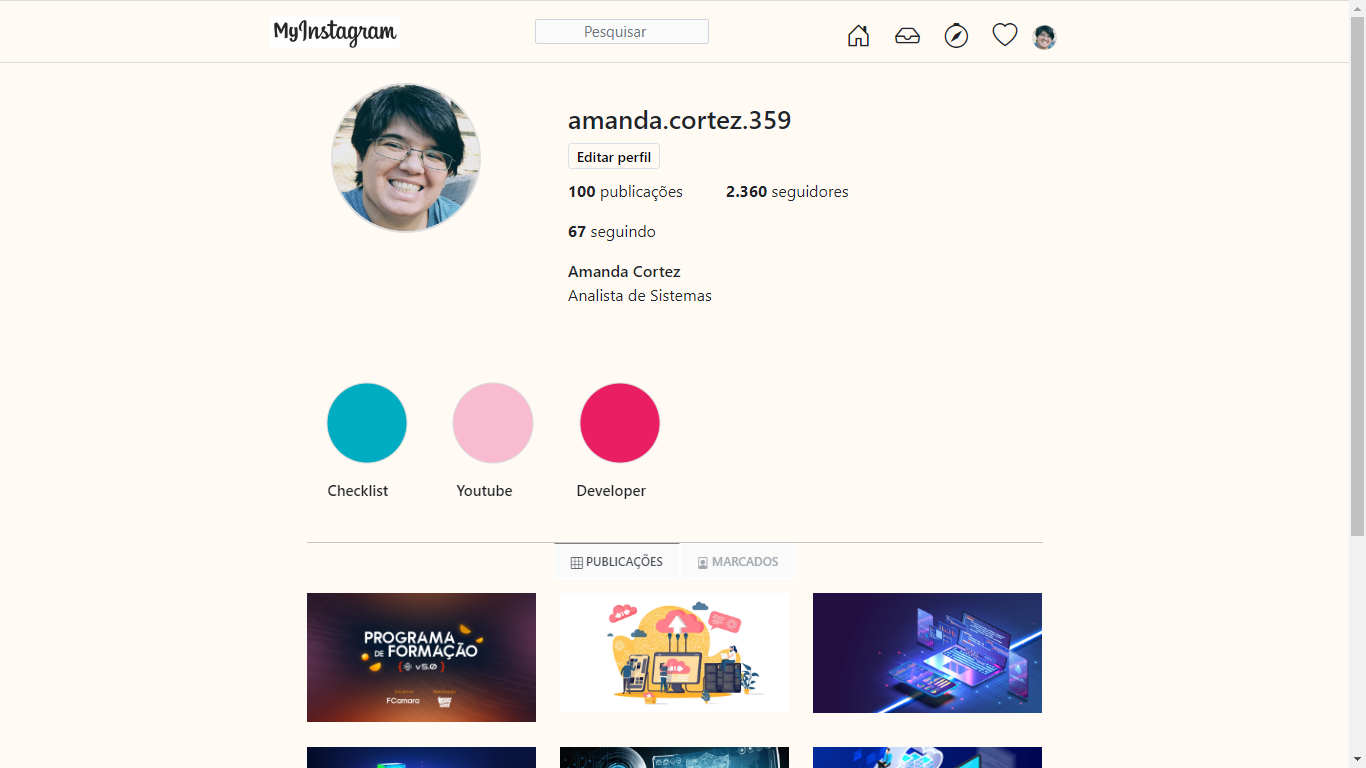 MyInstagram
Pesquisar
amanda.cortez.359
Editar perfil
100 publicações 2.360 seguidores
67 seguindo
Amanda Cortez
Analista de Sistemas
Checklist Youtube Developer
PUBLICAÇÕES MARCADOS
PROGRAMA
DE FORMAÇÃO
{ v5.0 }
FCamara